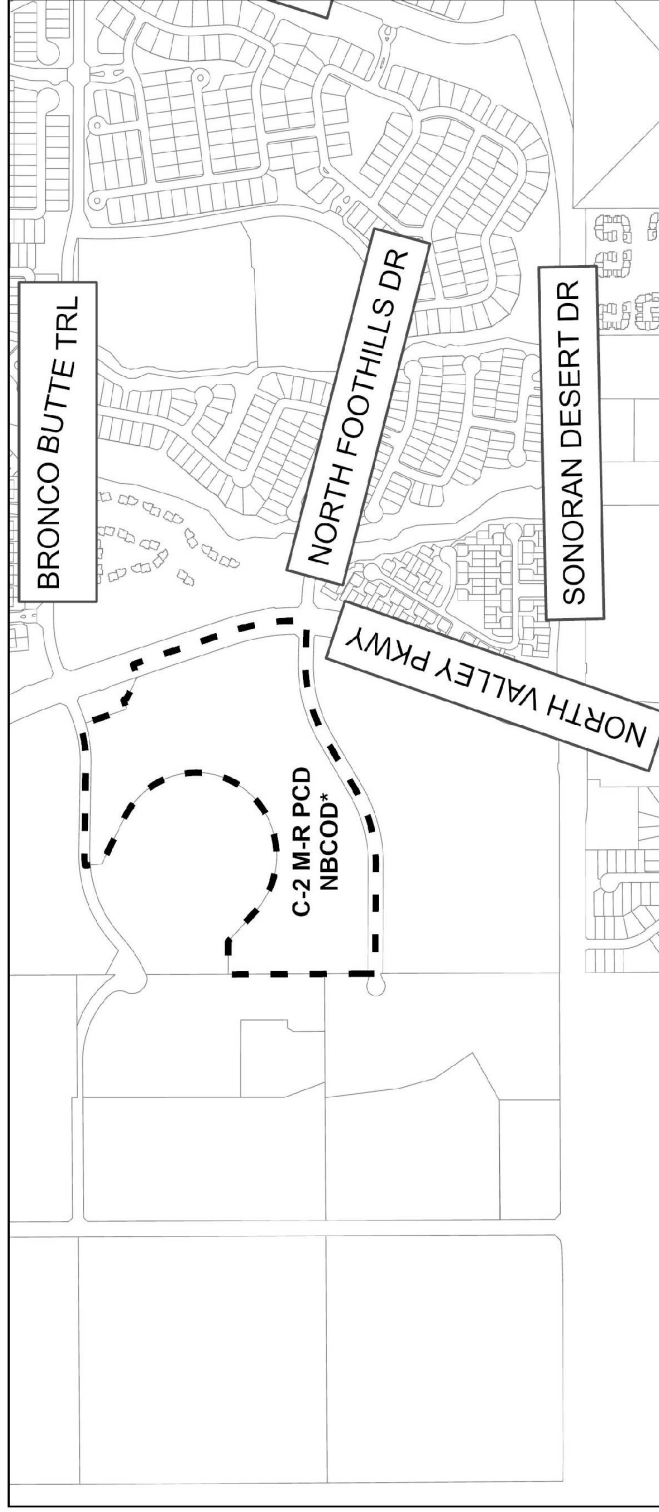 BRONCO BUTTE TRL
NORTH FOOTHILLS DR
NORTH VALLEY PKWY
SONORAN DESERT DR
C-2 M-R PCD
NBCOD*